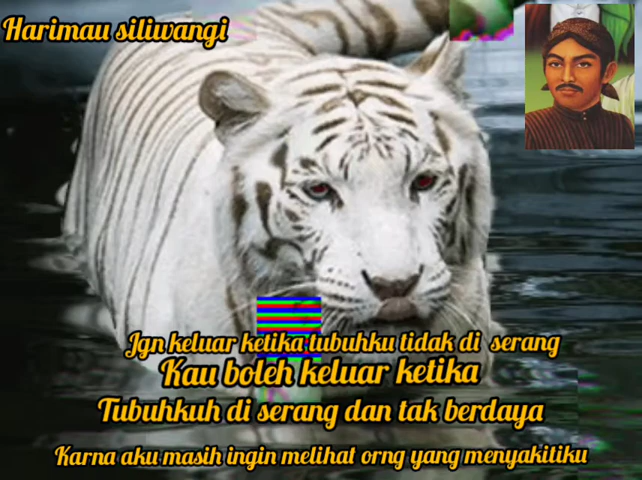 Harimau siliwangi
Jgn keluar ketika tubuhku tidak di serang
Kau boleh keluar ketika
Tubuhkuh di serang dan tak berdaya
Karna aku masih ingin melihat orng yang menyakitiku